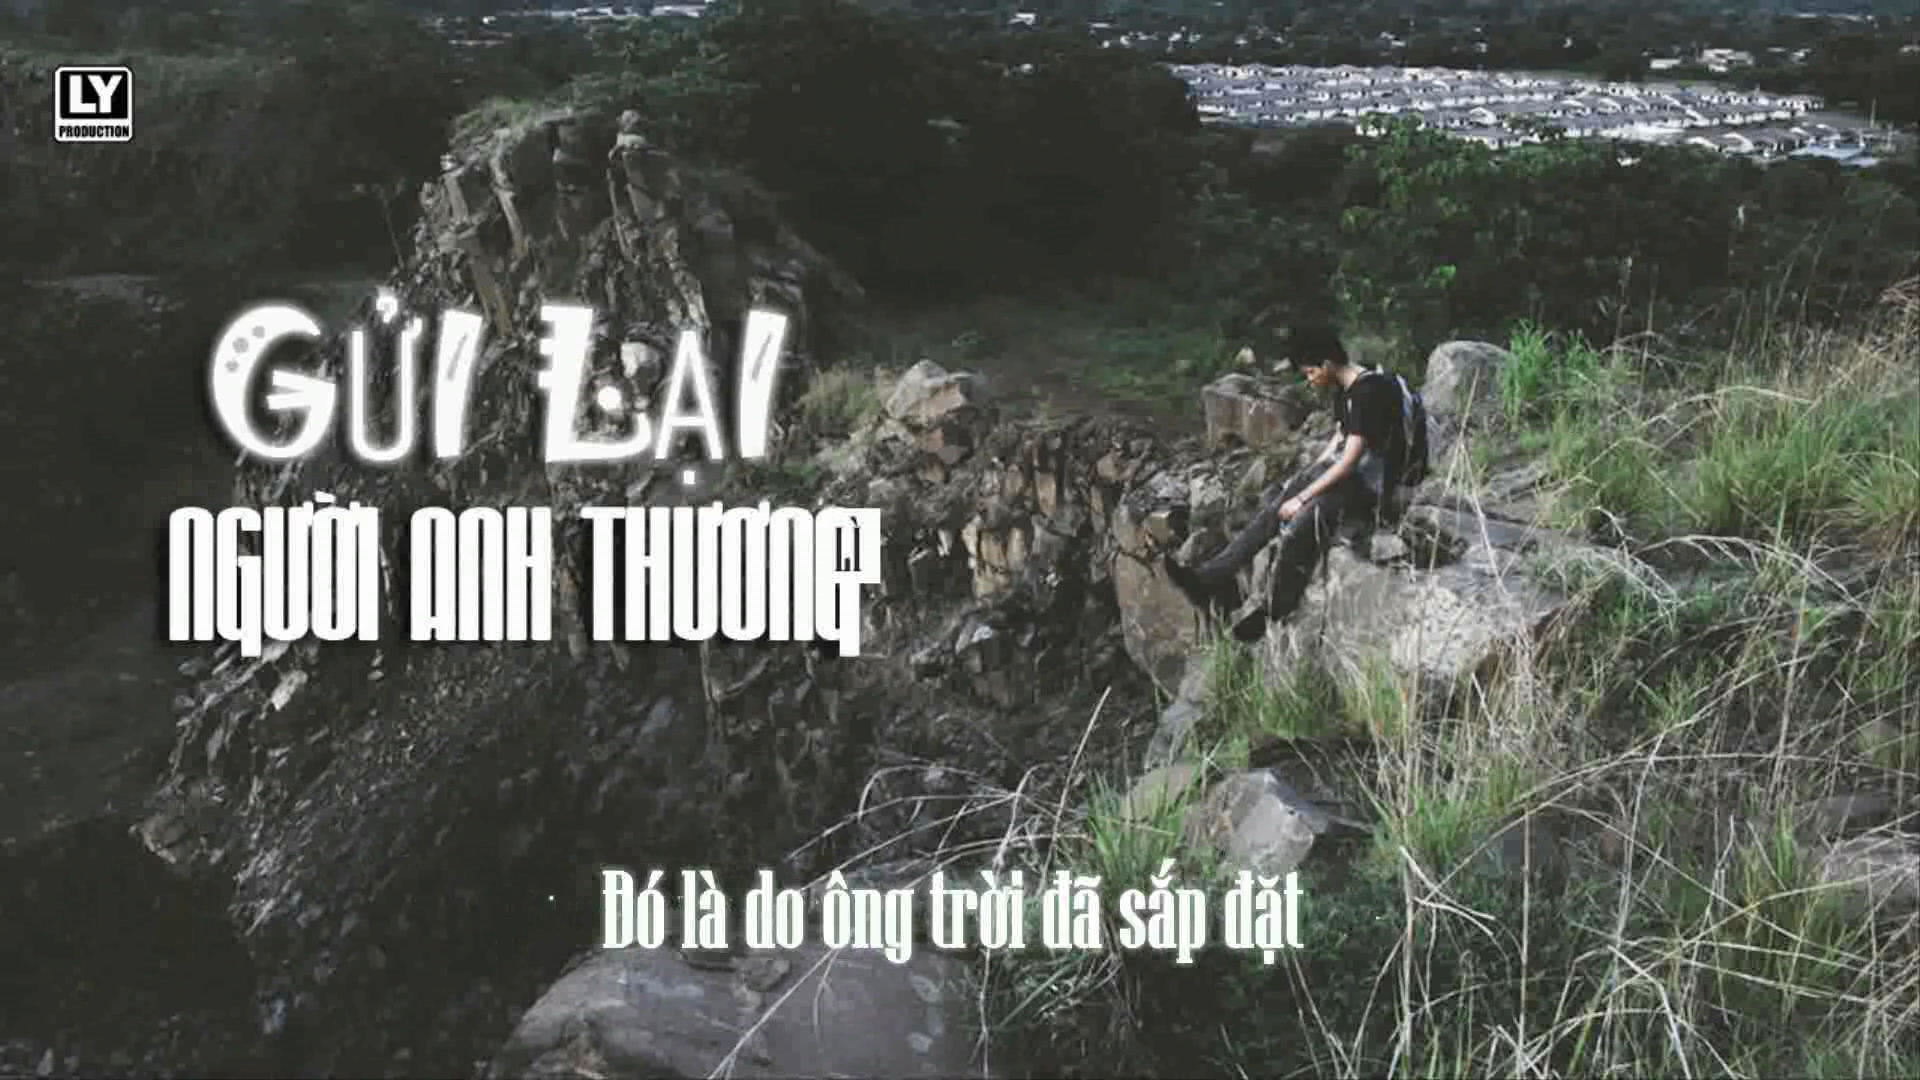 LY
PRODUCTION
GỬI LẠI
NGƯỜI ANH THƯƠNG
Đó là do ông trời đã sắp đặt